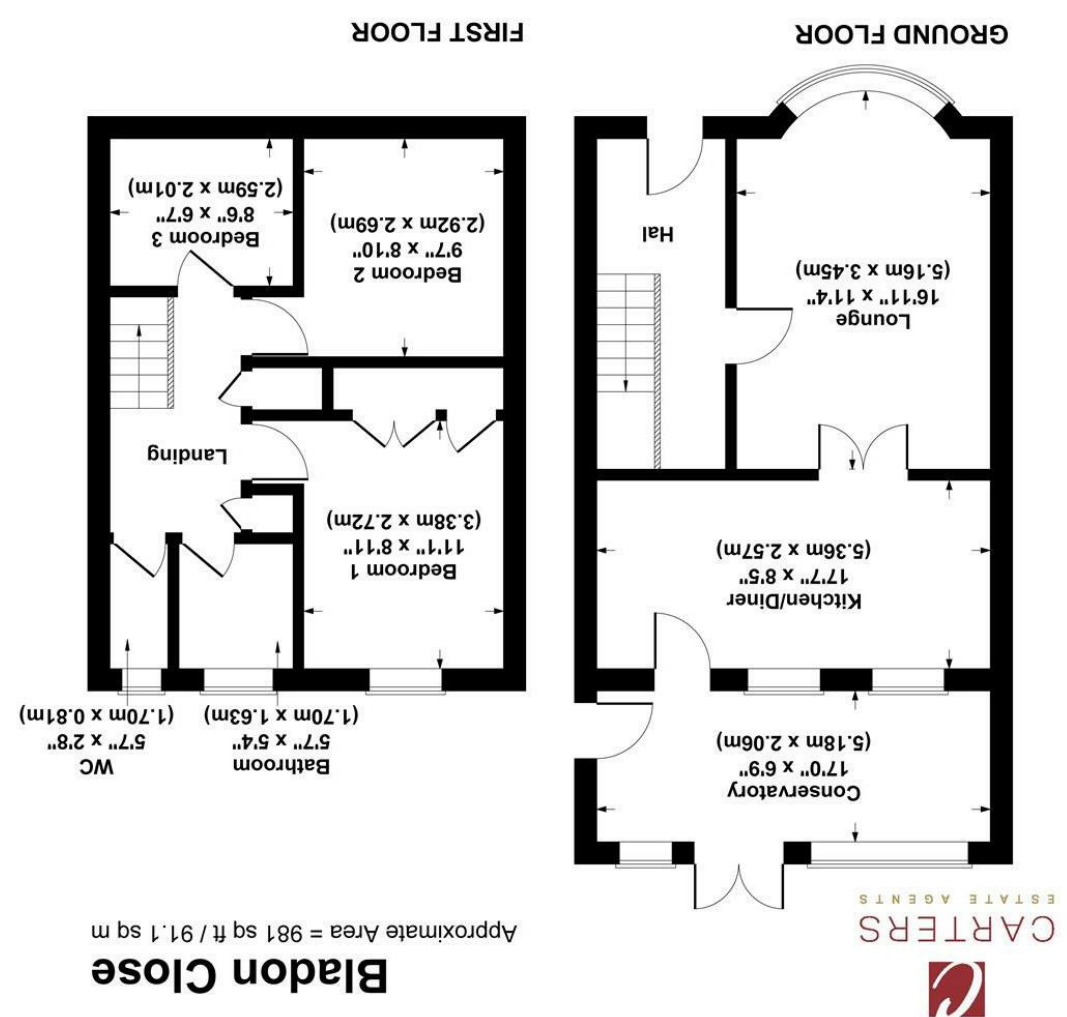 CARTERS
ESTATE AGENTS
Bladon Close
Approximate Area = 981 sq ft / 91.1 sq m
Conservatory
17'0" x 6'9"
(5.18m x 2.06m)
Kitchen/Diner
17'7" x 8'5"
(5.36m x 2.57m)
Lounge
16'11" x 11'4"
(5.16m x 3.45m)
Hal
GROUND FLOOR
Bathroom
5'7" x 5'4"
(1.70m x 1.63m)
WC
5'7" x 2'8"
(1.70m x 0.81m)
Bedroom 1
11'1" x 8'11"
(3.38m x 2.72m)
Landing
Bedroom 2
9'7" x 8'10"
(2.92m x 2.69m)
Bedroom 3
8'6" x 6'7"
(2.59m x 2.01m)
FIRST FLOOR